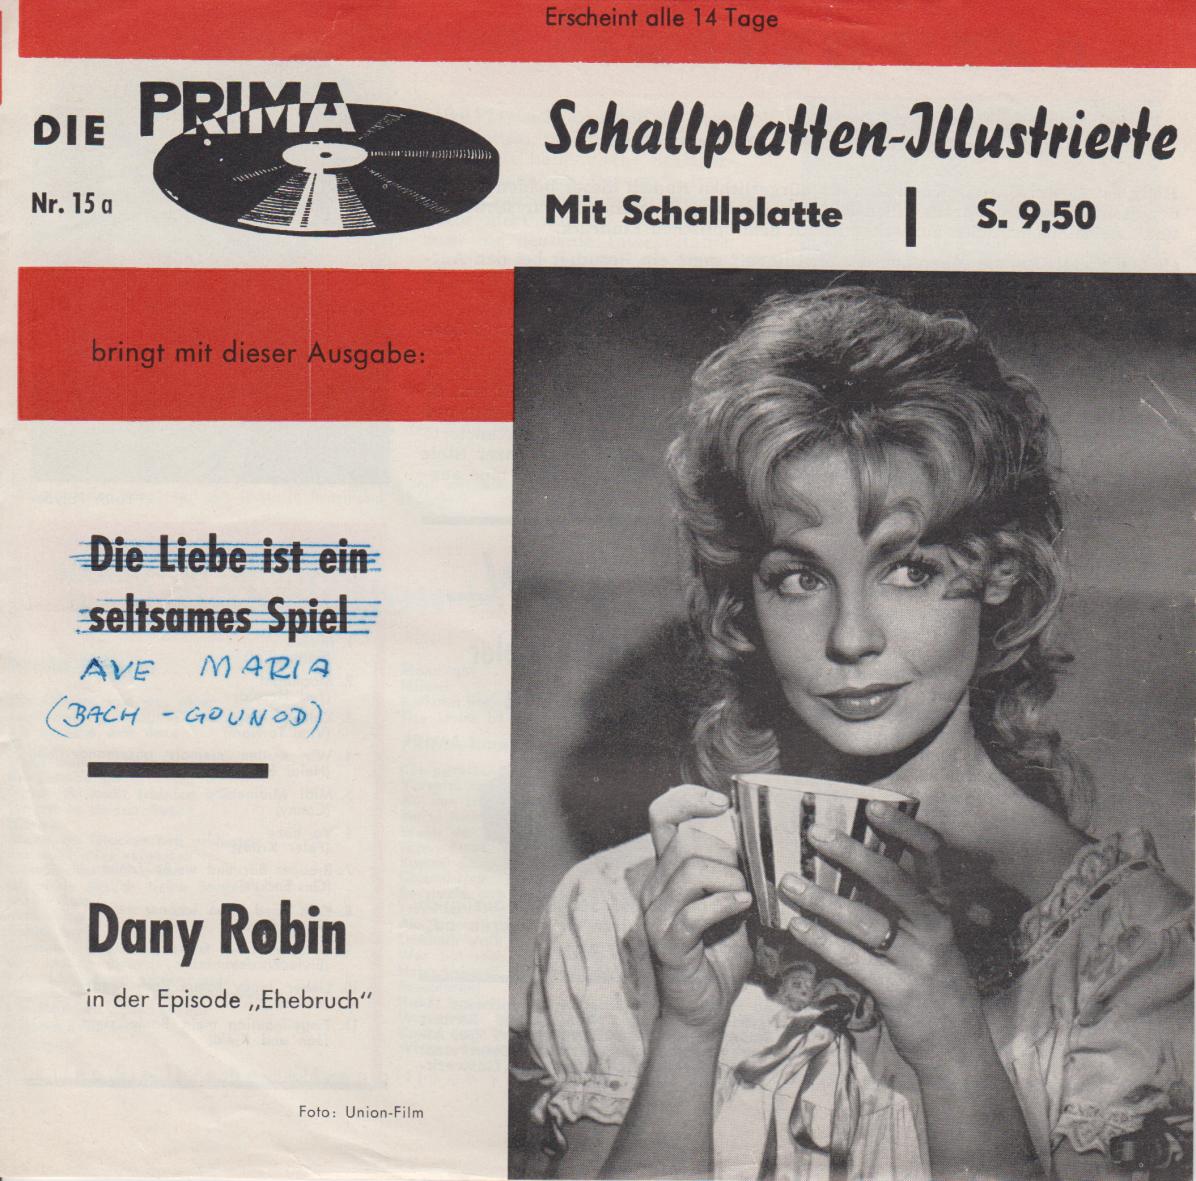 Erscheint alle 14 Tage
DIE PRIMA
Schallplatten-Illustrierte
Nr. 15 a
Mit Schallplatte | S. 9,50
bringt mit dieser Ausgabe:
Die Liebe ist ein
seltsames Spiel
AVE MARIA
(BACH - GOUNOD)
Dany Robin
in der Episode „Ehebruch“
Foto: Union-Film